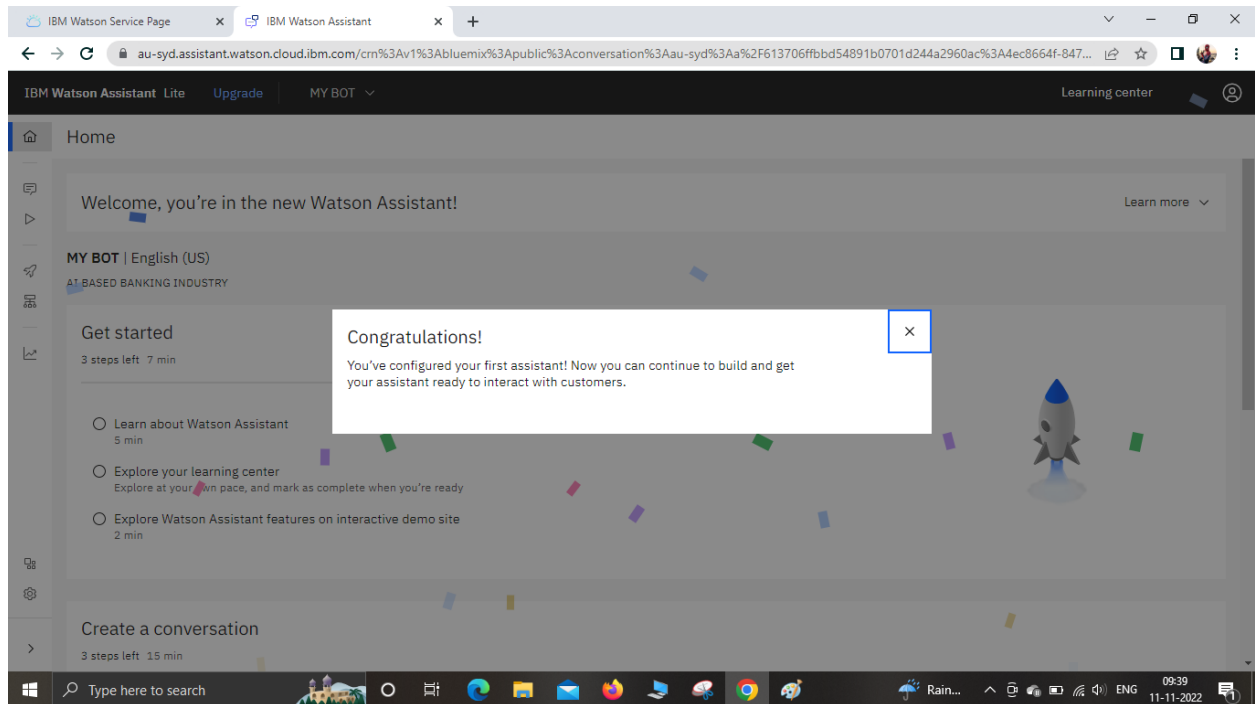 IBM Watson Service Page
IBM Watson Assistant
au-syd.assistant.watson.cloud.ibm.com/crn%3Av1%3Abluemix%3Apublic%3Aconversation%3Aau-syd%3Aa%2F613706ffbbd54891b0701d244a2960ac%3A4ec8664f-847...
IBM Watson Assistant Lite Upgrade MY BOT Learning center
Home
Welcome, you're in the new Watson Assistant! Learn more
MY BOT | English (US)
AI BASED BANKING INDUSTRY
Get started
3 steps left 7 min
Congratulations!
You've configured your first assistant! Now you can continue to build and get
your assistant ready to interact with customers.
Learn about Watson Assistant
5 min
Explore your learning center
Explore at your own pace, and mark as complete when you're ready
Explore Watson Assistant features on interactive demo site
2 min
Create a conversation
3 steps left 15 min
Type here to search
Rain... ENG 09:39
11-11-2022
1